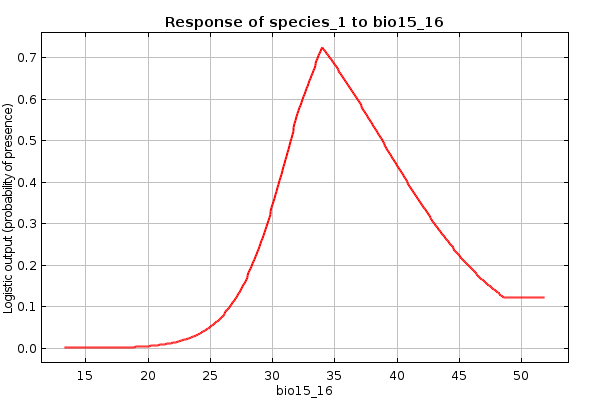 Response of species_1 to bio15_16
Logistic output (probability of presence)
0.7
0.6
0.5
0.4
0.3
0.2
0.1
0.0
15 20 25 30 35 40 45 50
bio15_16